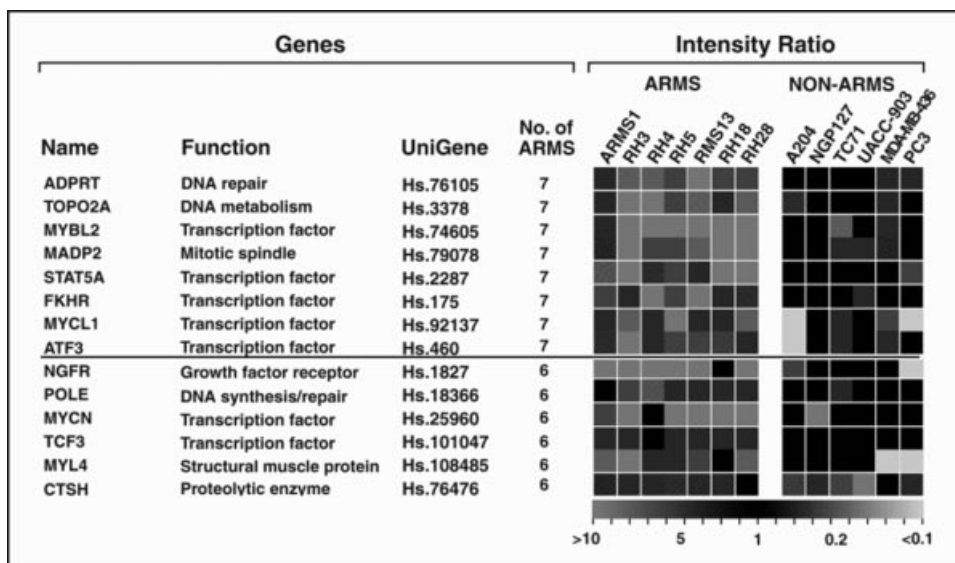 Genes Intensity Ratio
ARMS NON-ARMS
ARMS1 RH3 RH4 RH5 RMS13 RH18 RH28 A204 NGP127 TC71 UACC-903 MDA-MB-436 PC3
No. of
Name Function UniGene ARMS
ADPRT DNA repair Hs.76105 7
TOPO2A DNA metabolism Hs.3378 7
MYBL2 Transcription factor Hs.74605 7
MADP2 Mitotic spindle Hs.79078 7
STAT5A Transcription factor Hs.2287 7
FKHR Transcription factor Hs.175 7
MYCL1 Transcription factor Hs.92137 7
ATF3 Transcription factor Hs.460 7
NGFR Growth factor receptor Hs.1827 6
POLE DNA synthesis/repair Hs.18366 6
MYCN Transcription factor Hs.25960 6
TCF3 Transcription factor Hs.101047 6
MYL4 Structural muscle protein Hs.108485 6
CTSH Proteolytic enzyme Hs.76476 6
>10 5 1 0.2 <0.1